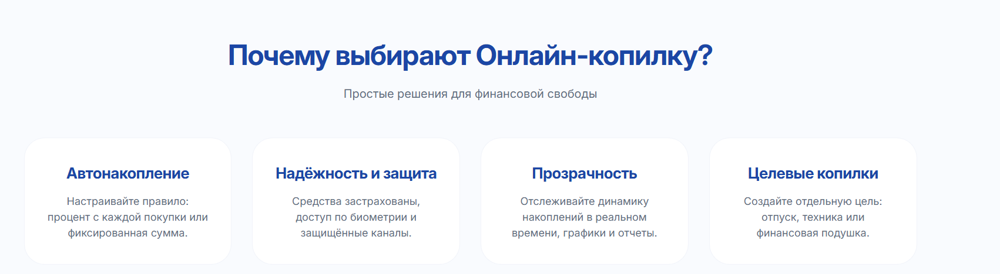 Почему выбирают Онлайн-копилку?
Простые решения для финансовой свободы
Автонакопление
Настраивайте правило:
процент с каждой покупки или
фиксированная сумма.
Надёжность и защита
Средства застрахованы,
доступ по биометрии и
защищённые каналы.
Прозрачность
Отслеживайте динамику
накоплений в реальном
времени, графики и отчеты.
Целевые копилки
Создайте отдельную цель:
отпуск, техника или
финансовая подушка.